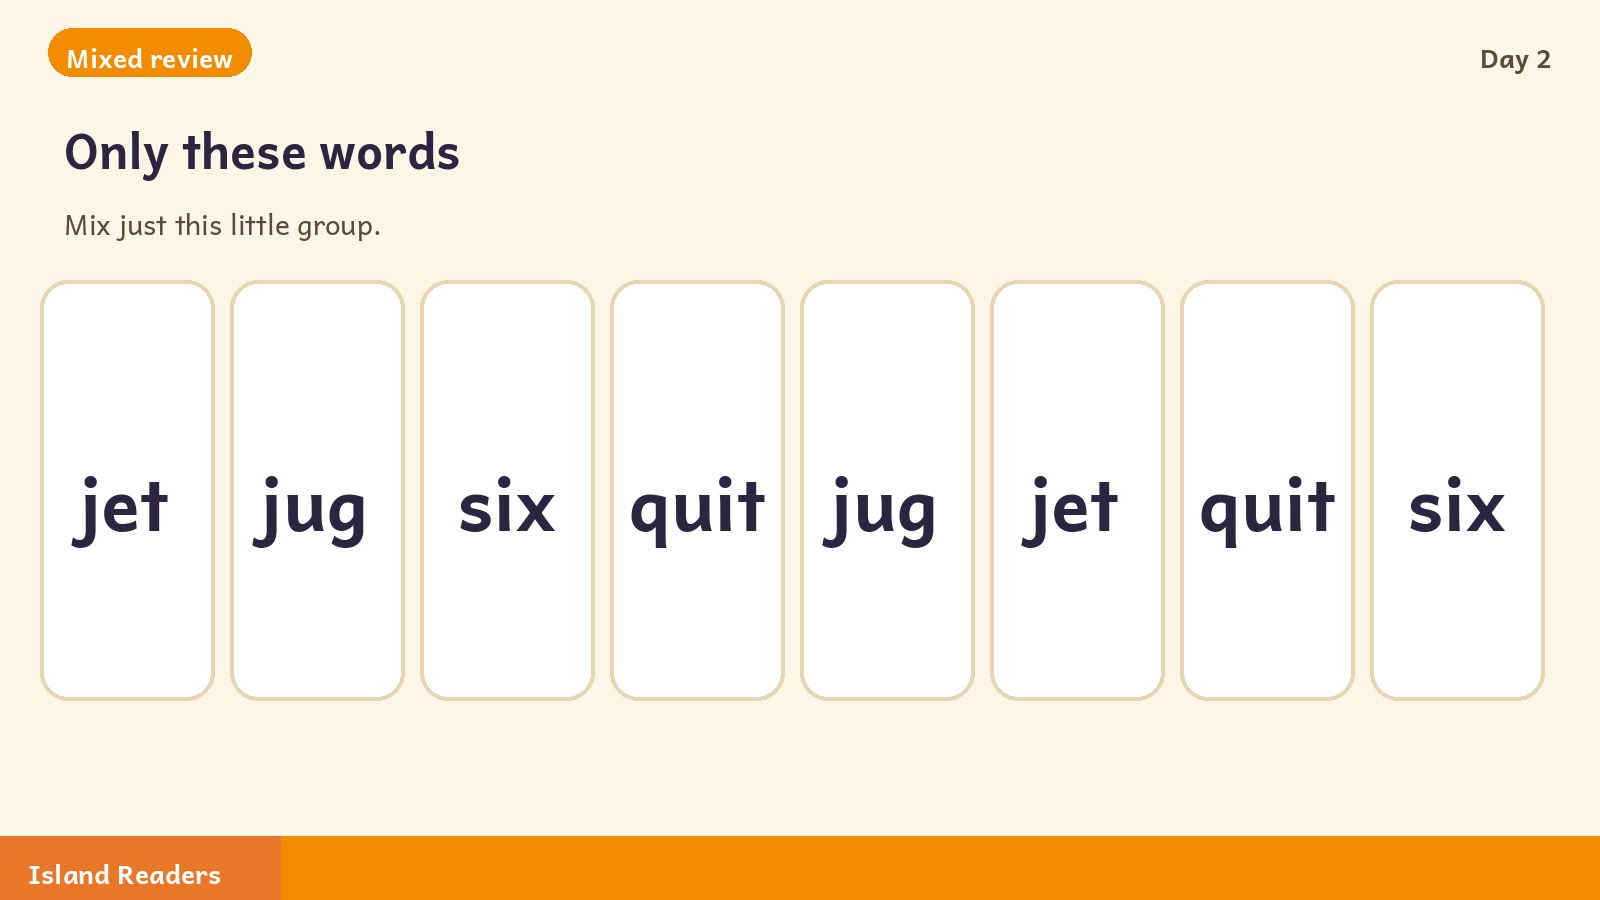 Mixed review
Day 2
Only these words
Mix just this little group.
jet jug six quit jug jet quit six
Island Readers